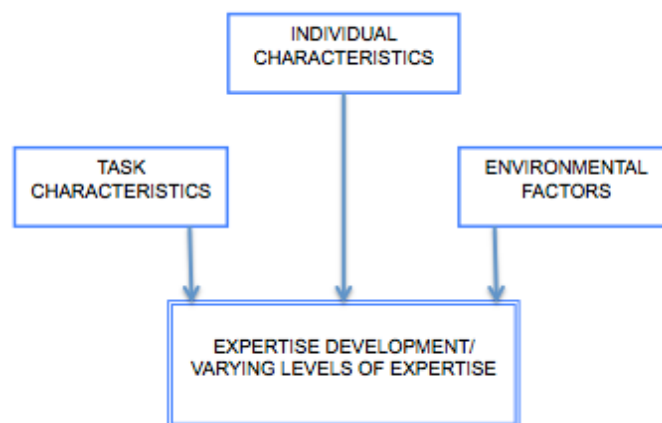 INDIVIDUAL
CHARACTERISTICS
TASK
CHARACTERISTICS
ENVIRONMENTAL
FACTORS
EXPERTISE DEVELOPMENT/
VARYING LEVELS OF EXPERTISE